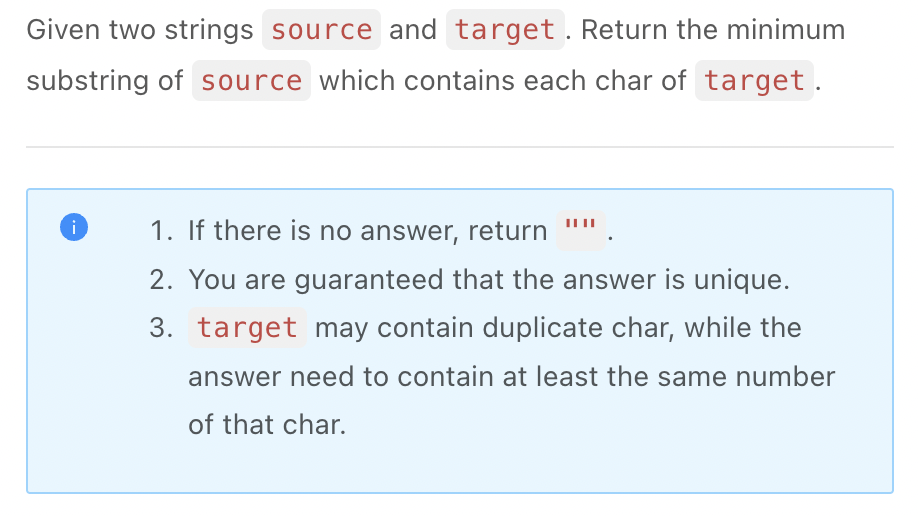 Given two strings source and target. Return the minimum
substring of source which contains each char of target.
i
1. If there is no answer, return "".
2. You are guaranteed that the answer is unique.
3. target may contain duplicate char, while the
answer need to contain at least the same number
of that char.